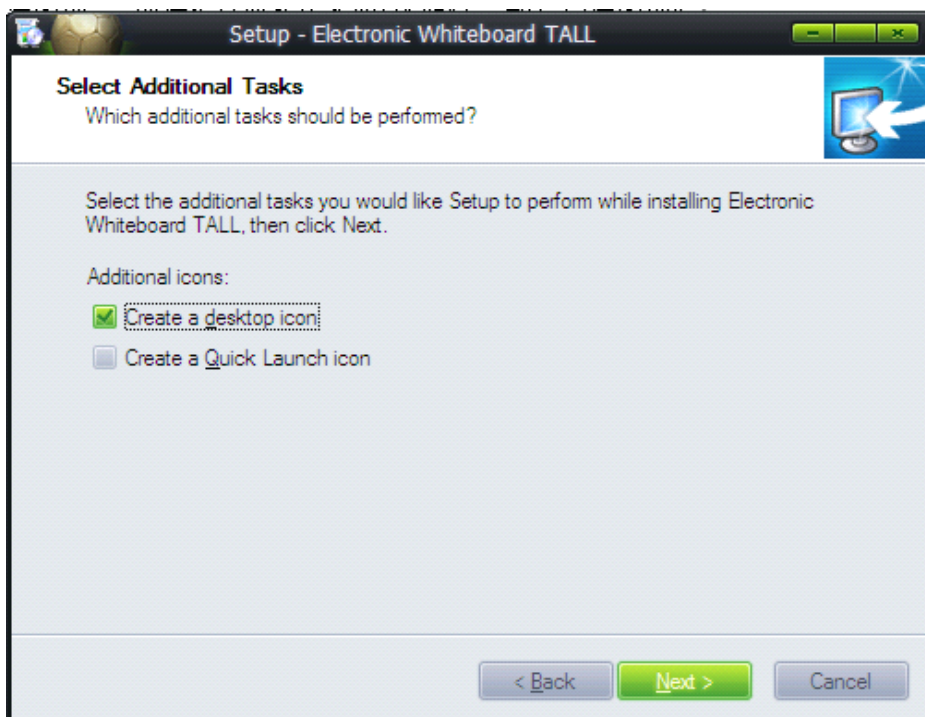 Setup - Electronic Whiteboard TALL
Select Additional Tasks
Which additional tasks should be performed?
Select the additional tasks you would like Setup to perform while installing Electronic
Whiteboard TALL, then click Next.
Additional icons:
Create a desktop icon
Create a Quick Launch icon
< Back
Next >
Cancel